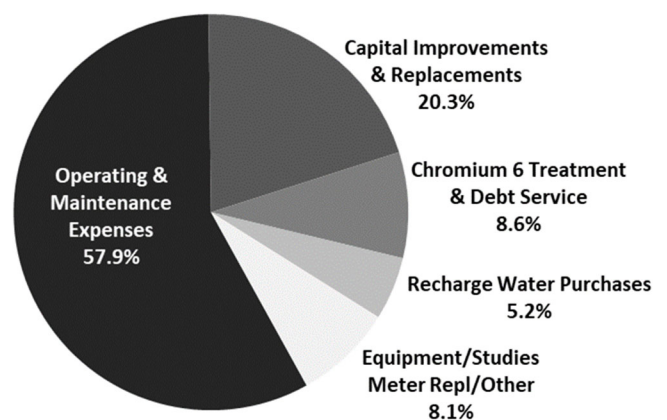 Capital Improvements
& Replacements
20.3%
Chromium 6 Treatment
& Debt Service
8.6%
Recharge Water Purchases
5.2%
Equipment/Studies
Meter Repl/Other
8.1%
Operating &
Maintenance
Expenses
57.9%